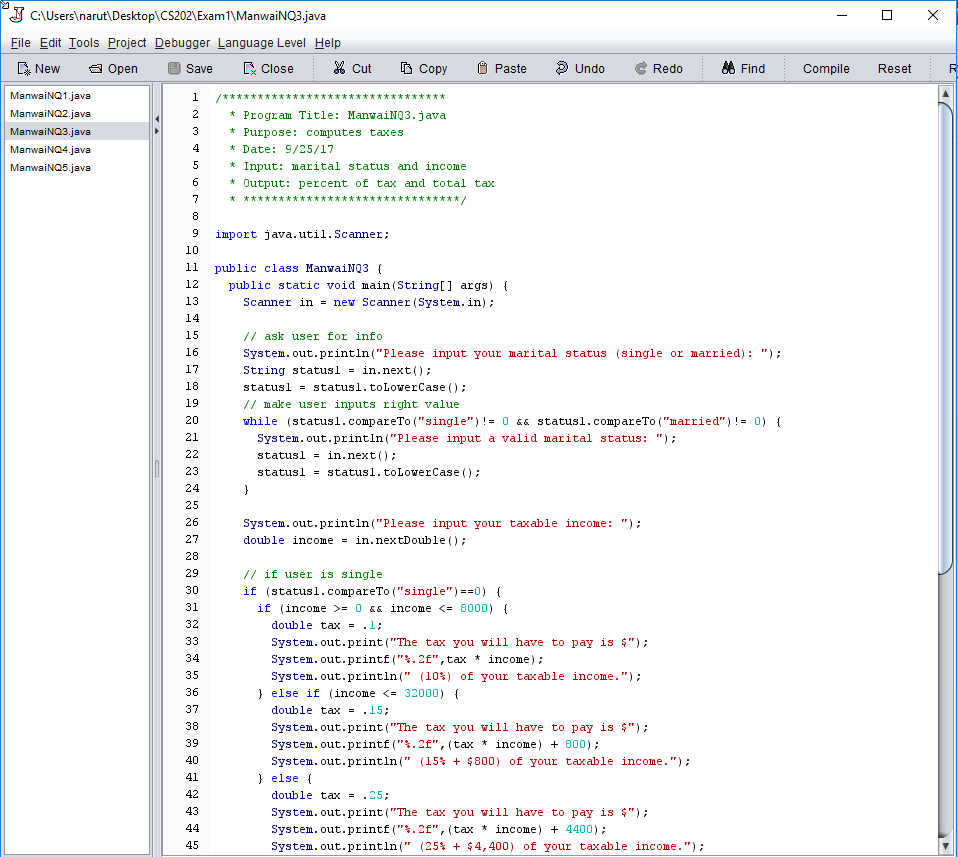 C:\Users\narut\Desktop\CS202\Exam1\ManwaiNQ3.java
File Edit Tools Project Debugger Language Level Help
New Open Save Close Cut Copy Paste Undo Redo Find Compile Reset R
ManwaiNQ1.java
ManwaiNQ2.java
ManwaiNQ3.java
ManwaiNQ4.java
ManwaiNQ5.java
1 /********************************
2   * Program Title: ManwaiNQ3.java
3   * Purpose: computes taxes
4   * Date: 9/25/17
5   * Input: marital status and income
6   * Output: percent of tax and total tax
7   * *******************************/
8
9 import java.util.Scanner;
10
11 public class ManwaiNQ3 {
12   public static void main(String[] args) {
13     Scanner in = new Scanner(System.in);
14
15     // ask user for info
16     System.out.println("Please input your marital status (single or married): ");
17     String status1 = in.next();
18     status1 = status1.toLowerCase();
19     // make user inputs right value
20     while (status1.compareTo("single")!= 0 && status1.compareTo("married")!= 0) {
21       System.out.println("Please input a valid marital status: ");
22       status1 = in.next();
23       status1 = status1.toLowerCase();
24     }
25
26     System.out.println("Please input your taxable income: ");
27     double income = in.nextDouble();
28
29     // if user is single
30     if (status1.compareTo("single")==0) {
31       if (income >= 0 && income <= 8000) {
32         double tax = .1;
33         System.out.print("The tax you will have to pay is $");
34         System.out.printf("%.2f",tax * income);
35         System.out.println(" (10%) of your taxable income.");
36       } else if (income <= 32000) {
37         double tax = .15;
38         System.out.print("The tax you will have to pay is $");
39         System.out.printf("%.2f",(tax * income) + 800);
40         System.out.println(" (15% + $800) of your taxable income.");
41       } else {
42         double tax = .25;
43         System.out.print("The tax you will have to pay is $");
44         System.out.printf("%.2f",(tax * income) + 4400);
45         System.out.println(" (25% + $4,400) of your taxable income.");